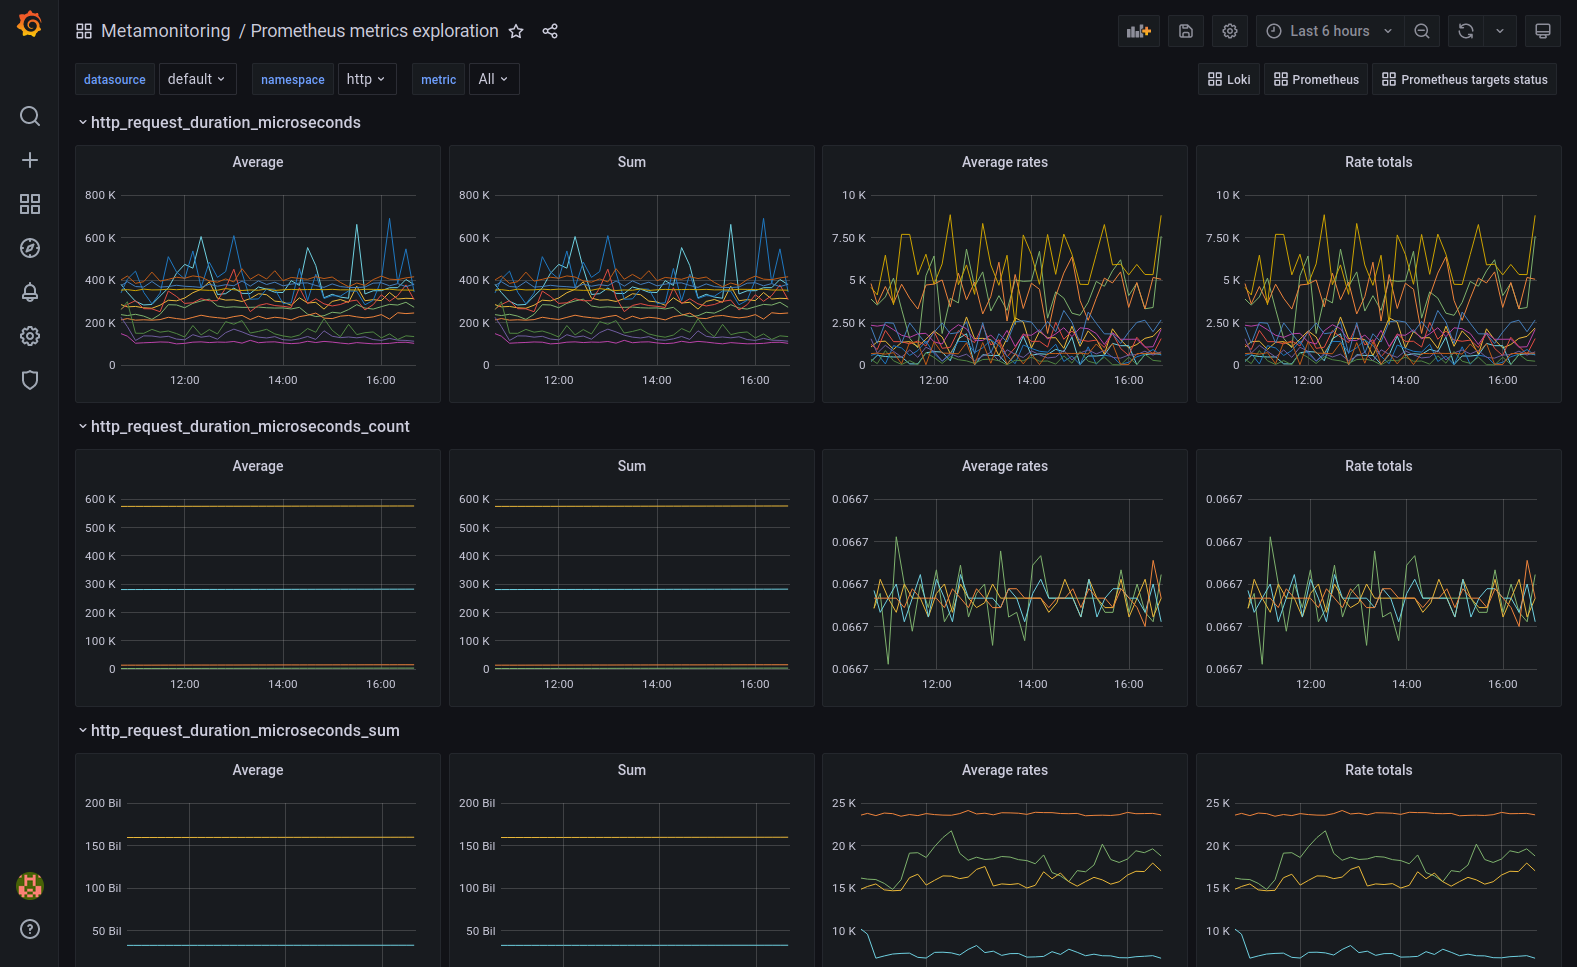 Metamonitoring / Prometheus metrics exploration
Last 6 hours
datasource default namespace http metric All
Loki Prometheus Prometheus targets status
http_request_duration_microseconds
Average
800 K
600 K
400 K
200 K
0
12:00 14:00 16:00
Sum
800 K
600 K
400 K
200 K
0
12:00 14:00 16:00
Average rates
10 K
7.50 K
5 K
2.50 K
0
12:00 14:00 16:00
Rate totals
10 K
7.50 K
5 K
2.50 K
0
12:00 14:00 16:00
http_request_duration_microseconds_count
Average
600 K
500 K
400 K
300 K
200 K
100 K
0
12:00 14:00 16:00
Sum
600 K
500 K
400 K
300 K
200 K
100 K
0
12:00 14:00 16:00
Average rates
0.0667
0.0667
0.0667
0.0667
0.0667
12:00 14:00 16:00
Rate totals
0.0667
0.0667
0.0667
0.0667
0.0667
12:00 14:00 16:00
http_request_duration_microseconds_sum
Average
200 Bil
150 Bil
100 Bil
50 Bil
Sum
200 Bil
150 Bil
100 Bil
50 Bil
Average rates
25 K
20 K
15 K
10 K
Rate totals
25 K
20 K
15 K
10 K